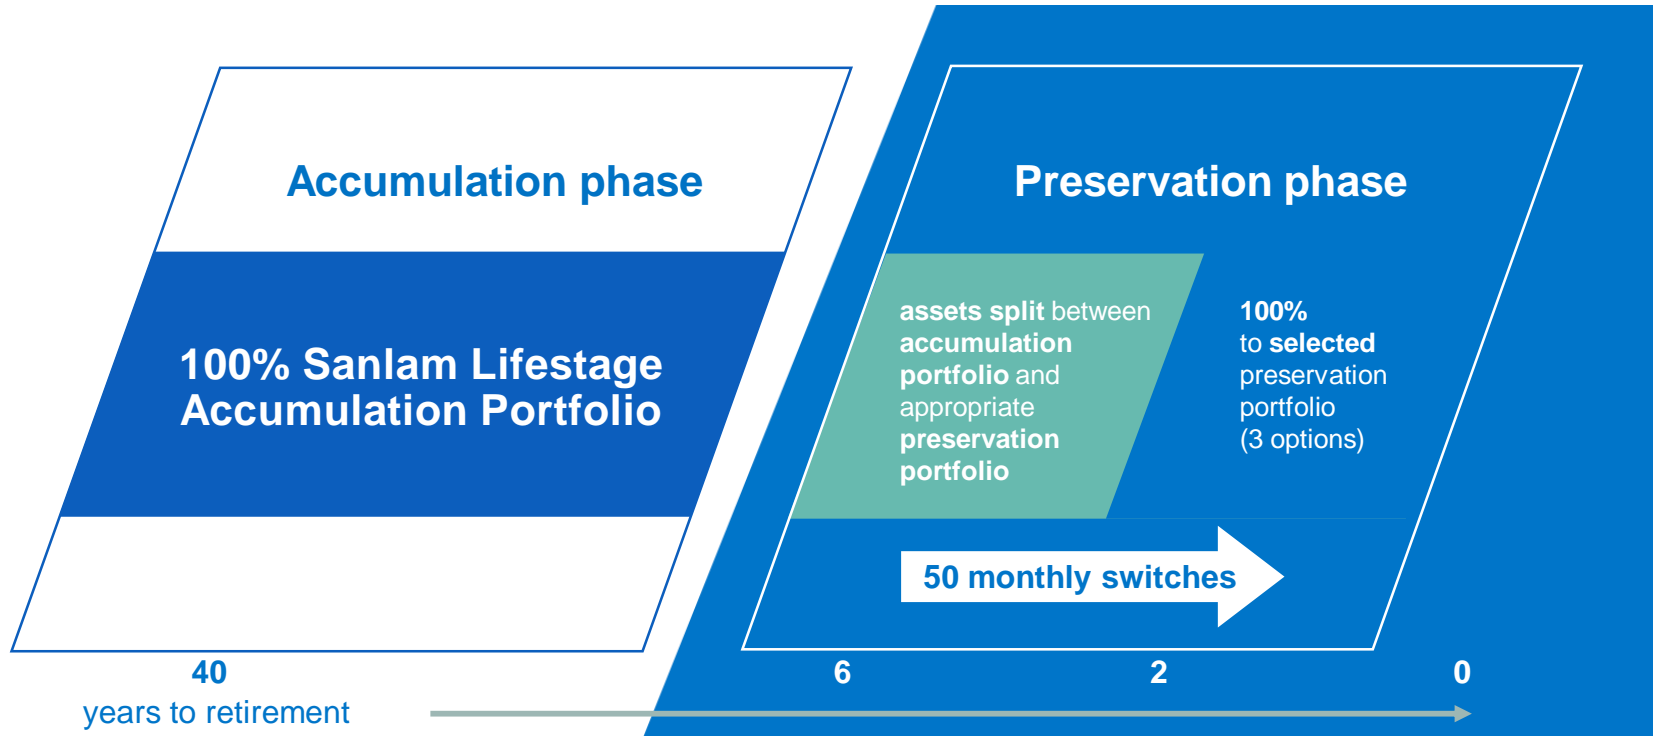 Accumulation phase
100% Sanlam Lifestage
Accumulation Portfolio
Preservation phase
assets split between
accumulation
portfolio and
appropriate
preservation
portfolio
100%
to selected
preservation
portfolio
(3 options)
50 monthly switches
40
years to retirement
6
2
0